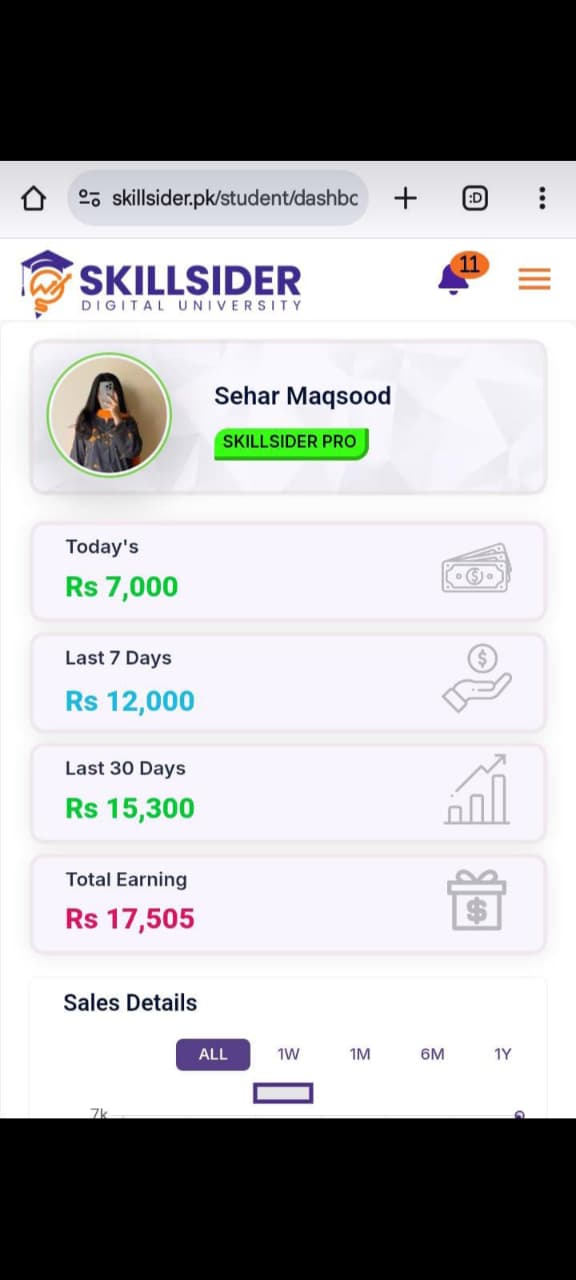 skillsider.pk/student/dashbc
:D
SKILLSIDER
DIGITAL UNIVERSITY
11
Sehar Maqsood
SKILLSIDER PRO
Today's
Rs 7,000
Last 7 Days
Rs 12,000
Last 30 Days
Rs 15,300
Total Earning
Rs 17,505
Sales Details
ALL 1W 1M 6M 1Y
7k